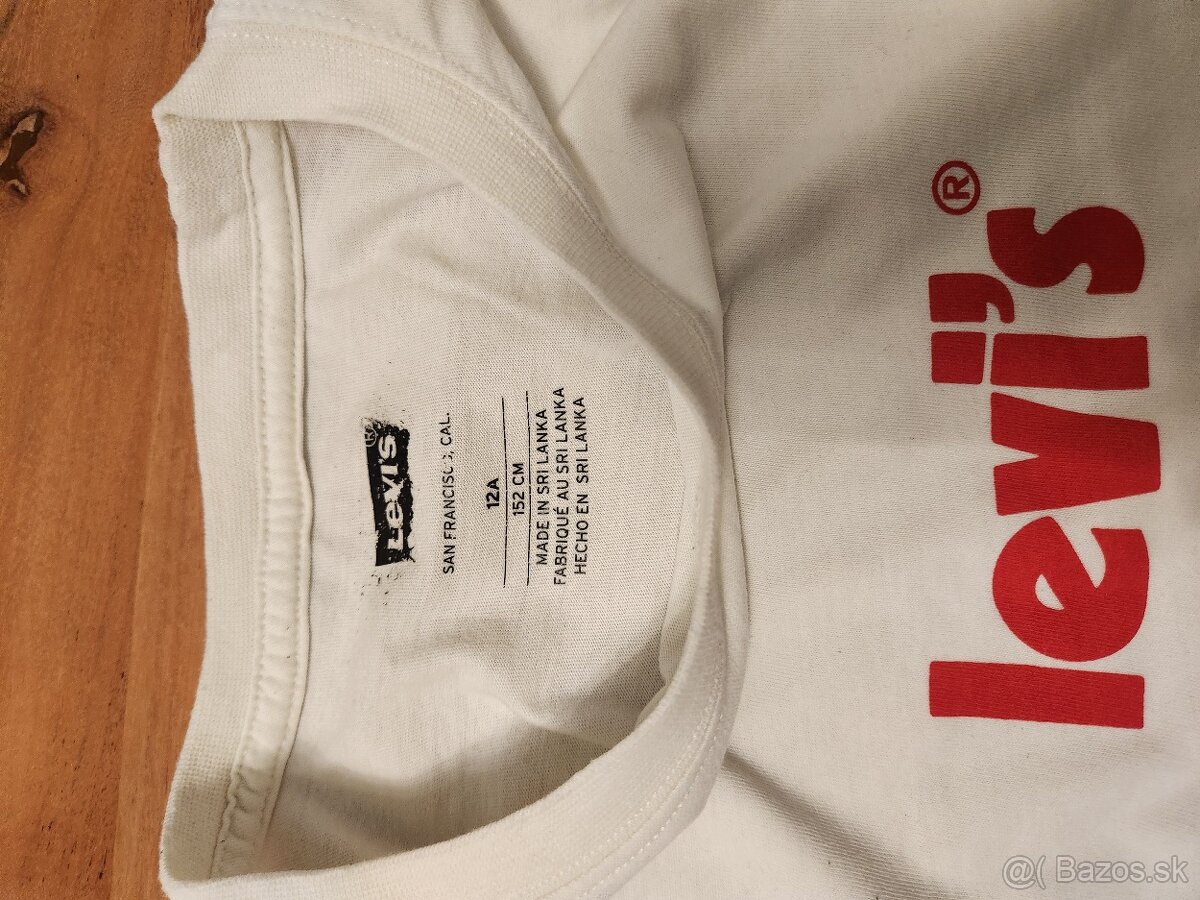 Levi's®
SAN FRANCISCO, CAL.
12A
152 CM
MADE IN SRI LANKA
FABRIQUÉ AU SRI LANKA
HECHO EN SRI LANKA
levi's®
@( Bazos.sk